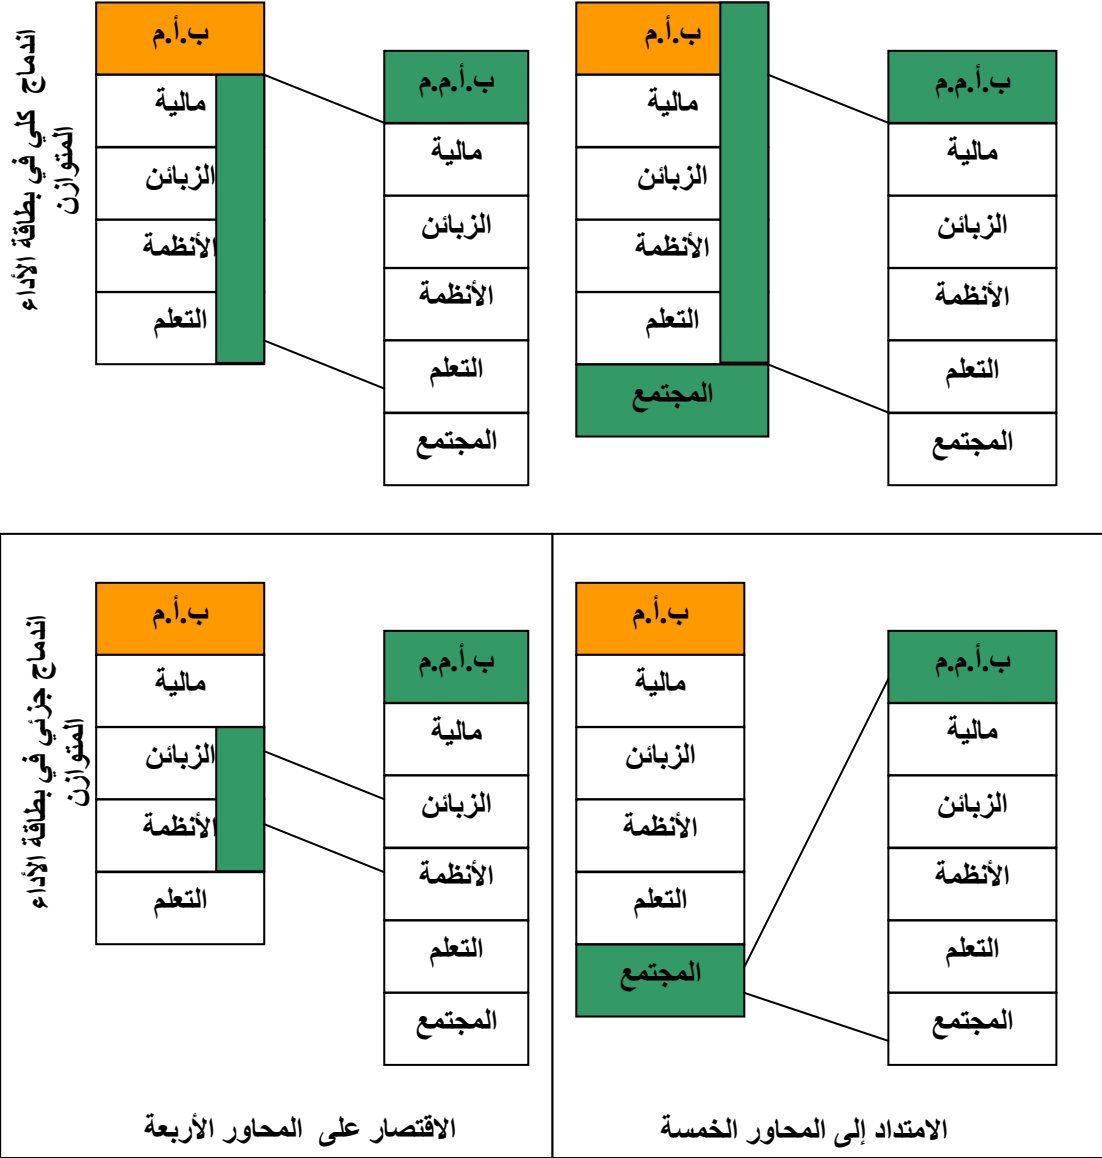 اندماج كلي في بطاقة الأداء
المتوازن
ب.أ.م
مالية
الزبائن
الأنظمة
التعلم
ب.أ.م.م
مالية
الزبائن
الأنظمة
التعلم
المجتمع
ب.أ.م
مالية
الزبائن
الأنظمة
التعلم
المجتمع
ب.أ.م.م
مالية
الزبائن
الأنظمة
التعلم
المجتمع
اندماج جزئي في بطاقة الأداء
المتوازن
ب.أ.م
مالية
الزبائن
الأنظمة
التعلم
ب.أ.م.م
مالية
الزبائن
الأنظمة
التعلم
المجتمع
ب.أ.م
مالية
الزبائن
الأنظمة
التعلم
المجتمع
ب.أ.م.م
مالية
الزبائن
الأنظمة
التعلم
المجتمع
الاقتصار على المحاور الأربعة
الامتداد إلى المحاور الخمسة